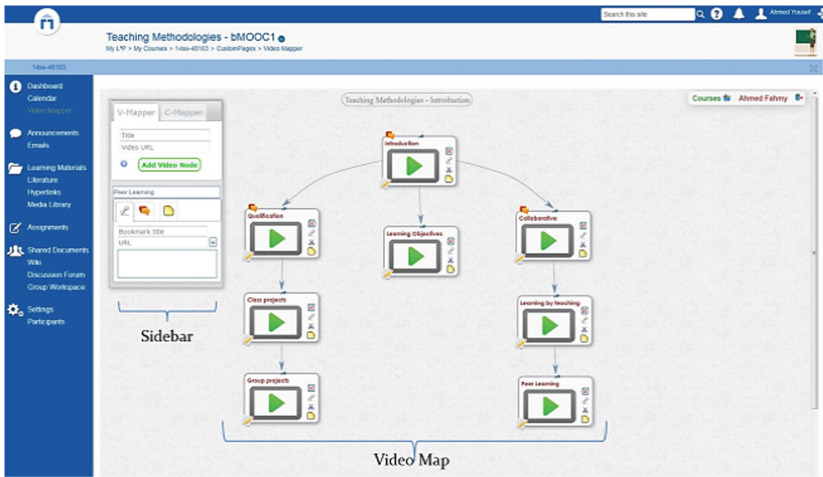 Search this site
Ahmed Yousef
Teaching Methodologies - bMOOC1
My L²P > My Courses > 14ss-48163 > CustomPages > Video Mapper
14ss-48163
Dashboard
Calendar
Video Mapper
Announcements
Emails
Learning Materials
Literature
Hyperlinks
Media Library
Assignments
Shared Documents
Wiki
Discussion Forum
Group Workspace
Settings
Participants
V-Mapper
C-Mapper
Title
Video URL
Add Video Node
Peer Learning
Bookmark title
URL
Sidebar
Teaching Methodologies - Introduction
Courses
Ahmed Fahmy
Introduction
Qualification
Learning Objectives
Collaborative
Class projects
Learning by teaching
Group projects
Peer Learning
Video Map